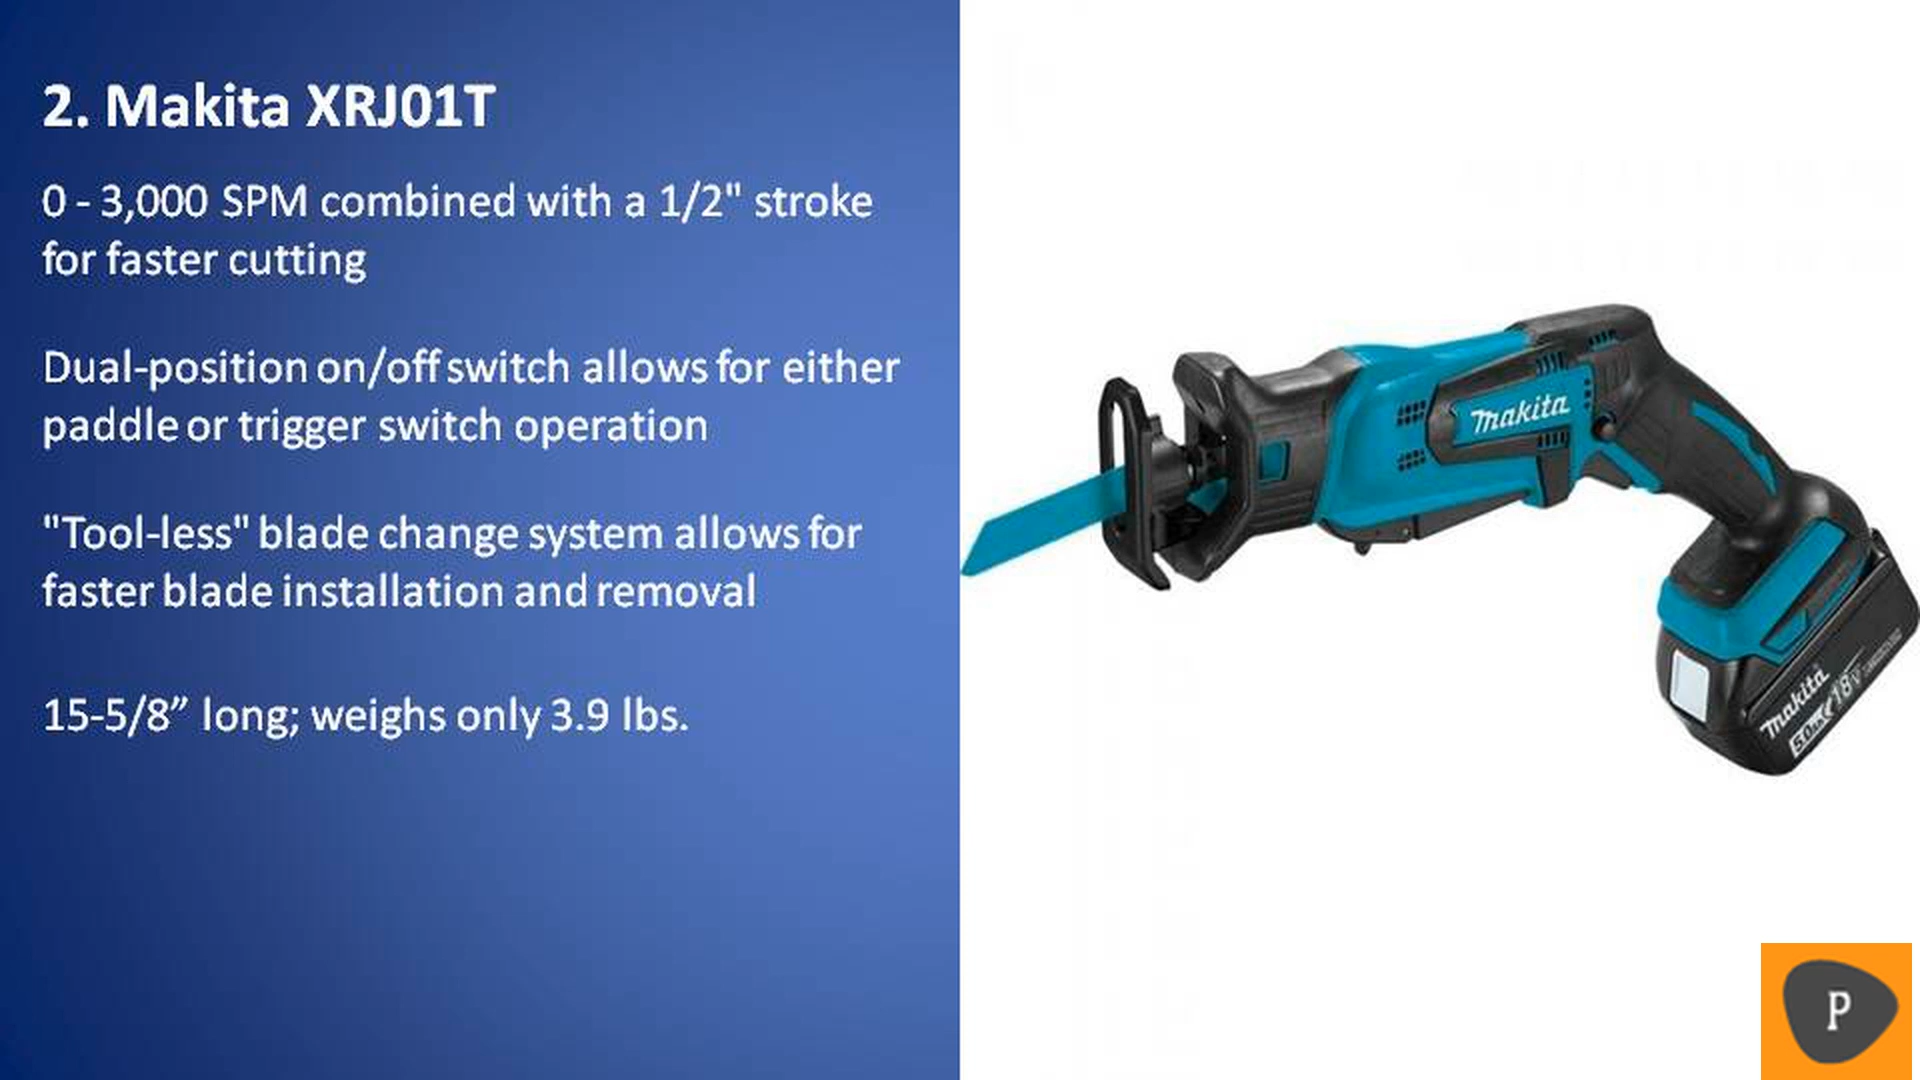 2. Makita XRJ01T
0 - 3,000 SPM combined with a 1/2" stroke
for faster cutting
Dual-position on/off switch allows for either
paddle or trigger switch operation
"Tool-less" blade change system allows for
faster blade installation and removal
15-5/8” long; weighs only 3.9 lbs.
makita
makita
18V
5.0Ah
P